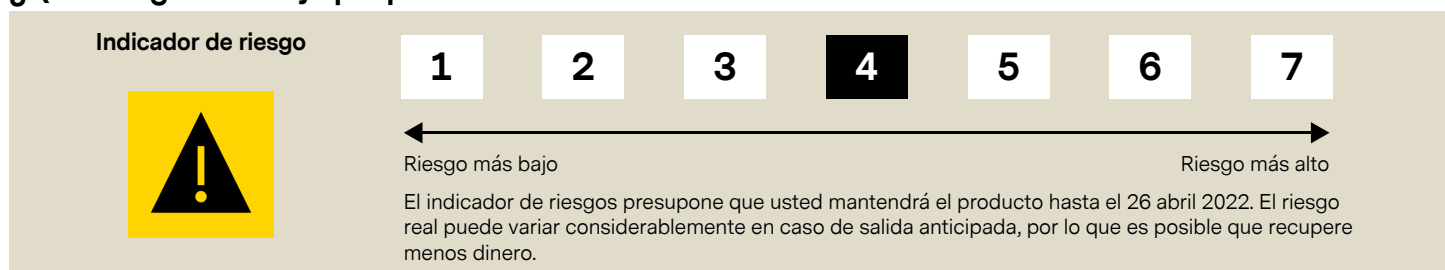 Indicador de riesgo
1 2 3 4 5 6 7
Riesgo más bajo Riesgo más alto
El indicador de riesgos presupone que usted mantendrá el producto hasta el 26 abril 2022. El riesgo
real puede variar considerablemente en caso de salida anticipada, por lo que es posible que recupere
menos dinero.